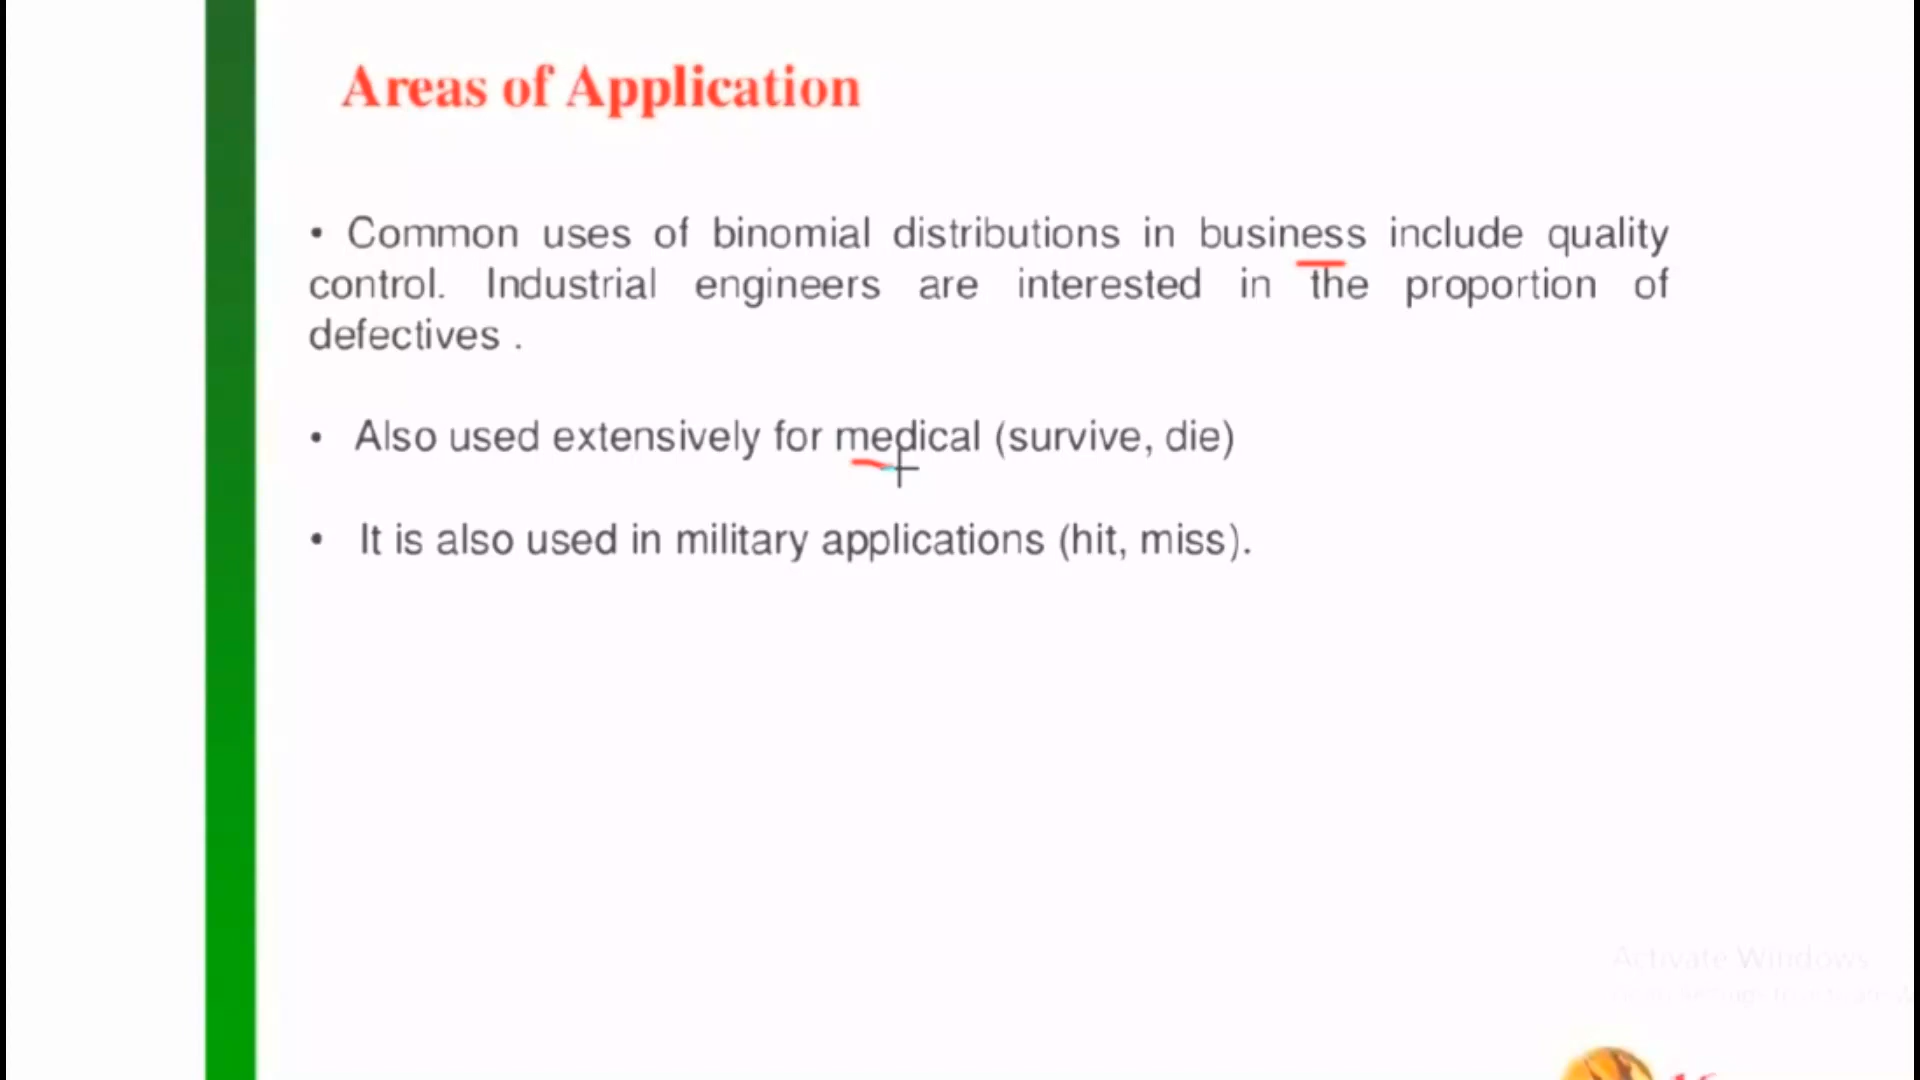 Areas of Application
• Common uses of binomial distributions in business include quality
control. Industrial engineers are interested in the proportion of
defectives .
• Also used extensively for medical (survive, die)
• It is also used in military applications (hit, miss).
Activate Windows